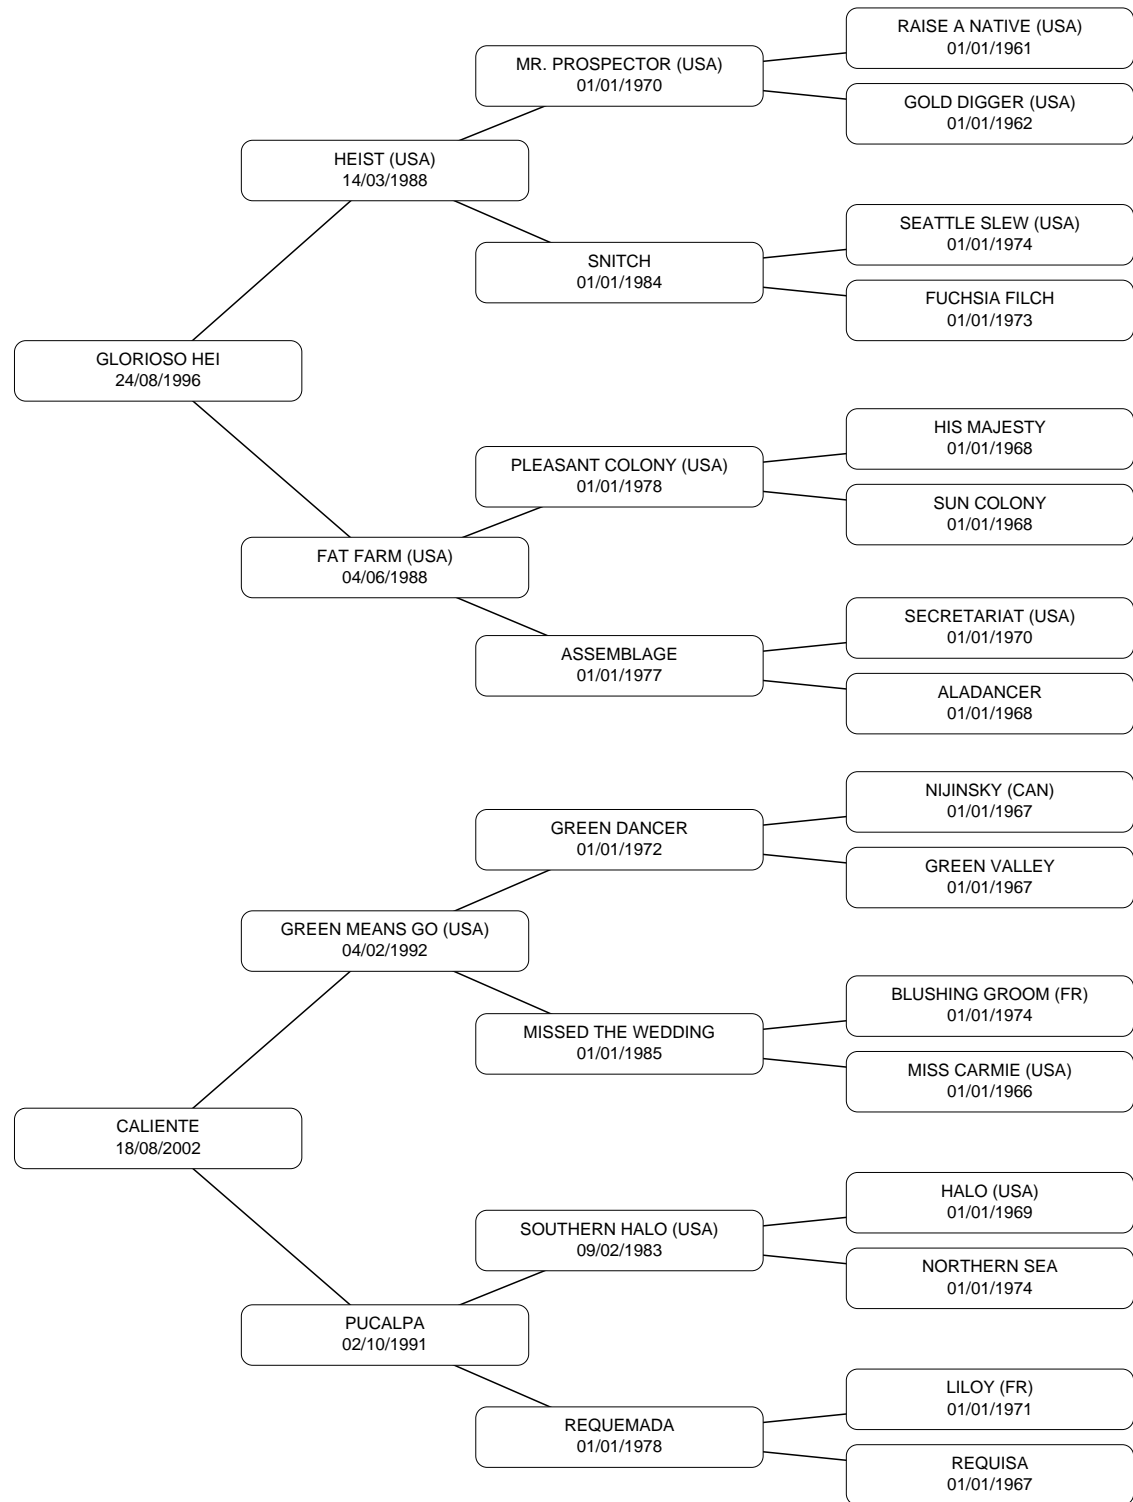 RAISE A NATIVE (USA)
01/01/1961
MR. PROSPECTOR (USA)
01/01/1970
GOLD DIGGER (USA)
01/01/1962
HEIST (USA)
14/03/1988
SEATTLE SLEW (USA)
01/01/1974
SNITCH
01/01/1984
FUCHSIA FILCH
01/01/1973
GLORIOSO HEI
24/08/1996
HIS MAJESTY
01/01/1968
PLEASANT COLONY (USA)
01/01/1978
SUN COLONY
01/01/1968
FAT FARM (USA)
04/06/1988
SECRETARIAT (USA)
01/01/1970
ASSEMBLAGE
01/01/1977
ALADANCER
01/01/1968
NIJINSKY (CAN)
01/01/1967
GREEN DANCER
01/01/1972
GREEN VALLEY
01/01/1967
GREEN MEANS GO (USA)
04/02/1992
BLUSHING GROOM (FR)
01/01/1974
MISSED THE WEDDING
01/01/1985
MISS CARMIE (USA)
01/01/1966
CALIENTE
18/08/2002
HALO (USA)
01/01/1969
SOUTHERN HALO (USA)
09/02/1983
NORTHERN SEA
01/01/1974
PUCALPA
02/10/1991
LILOY (FR)
01/01/1971
REQUEMADA
01/01/1978
REQUISA
01/01/1967